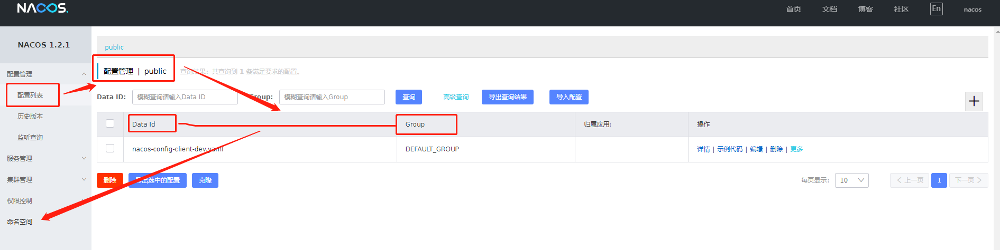 NACOS.
首页 文档 博客 社区 En nacos
NACOS 1.2.1
public
配置管理
配置管理 | public 查询结果：共查询到 1 条满足要求的配置。
配置列表
Data ID: 模糊查询请输入Data ID Group: 模糊查询请输入Group 查询 高级查询 导出查询结果 导入配置
历史版本
Data Id Group 归属应用: 操作
监听查询
nacos-config-client-dev.yaml DEFAULT_GROUP 详情 | 示例代码 | 编辑 | 删除 | 更多
服务管理
集群管理
删除 导出选中的配置 克隆 每页显示: 10 上一页 1 下一页
权限控制
命名空间